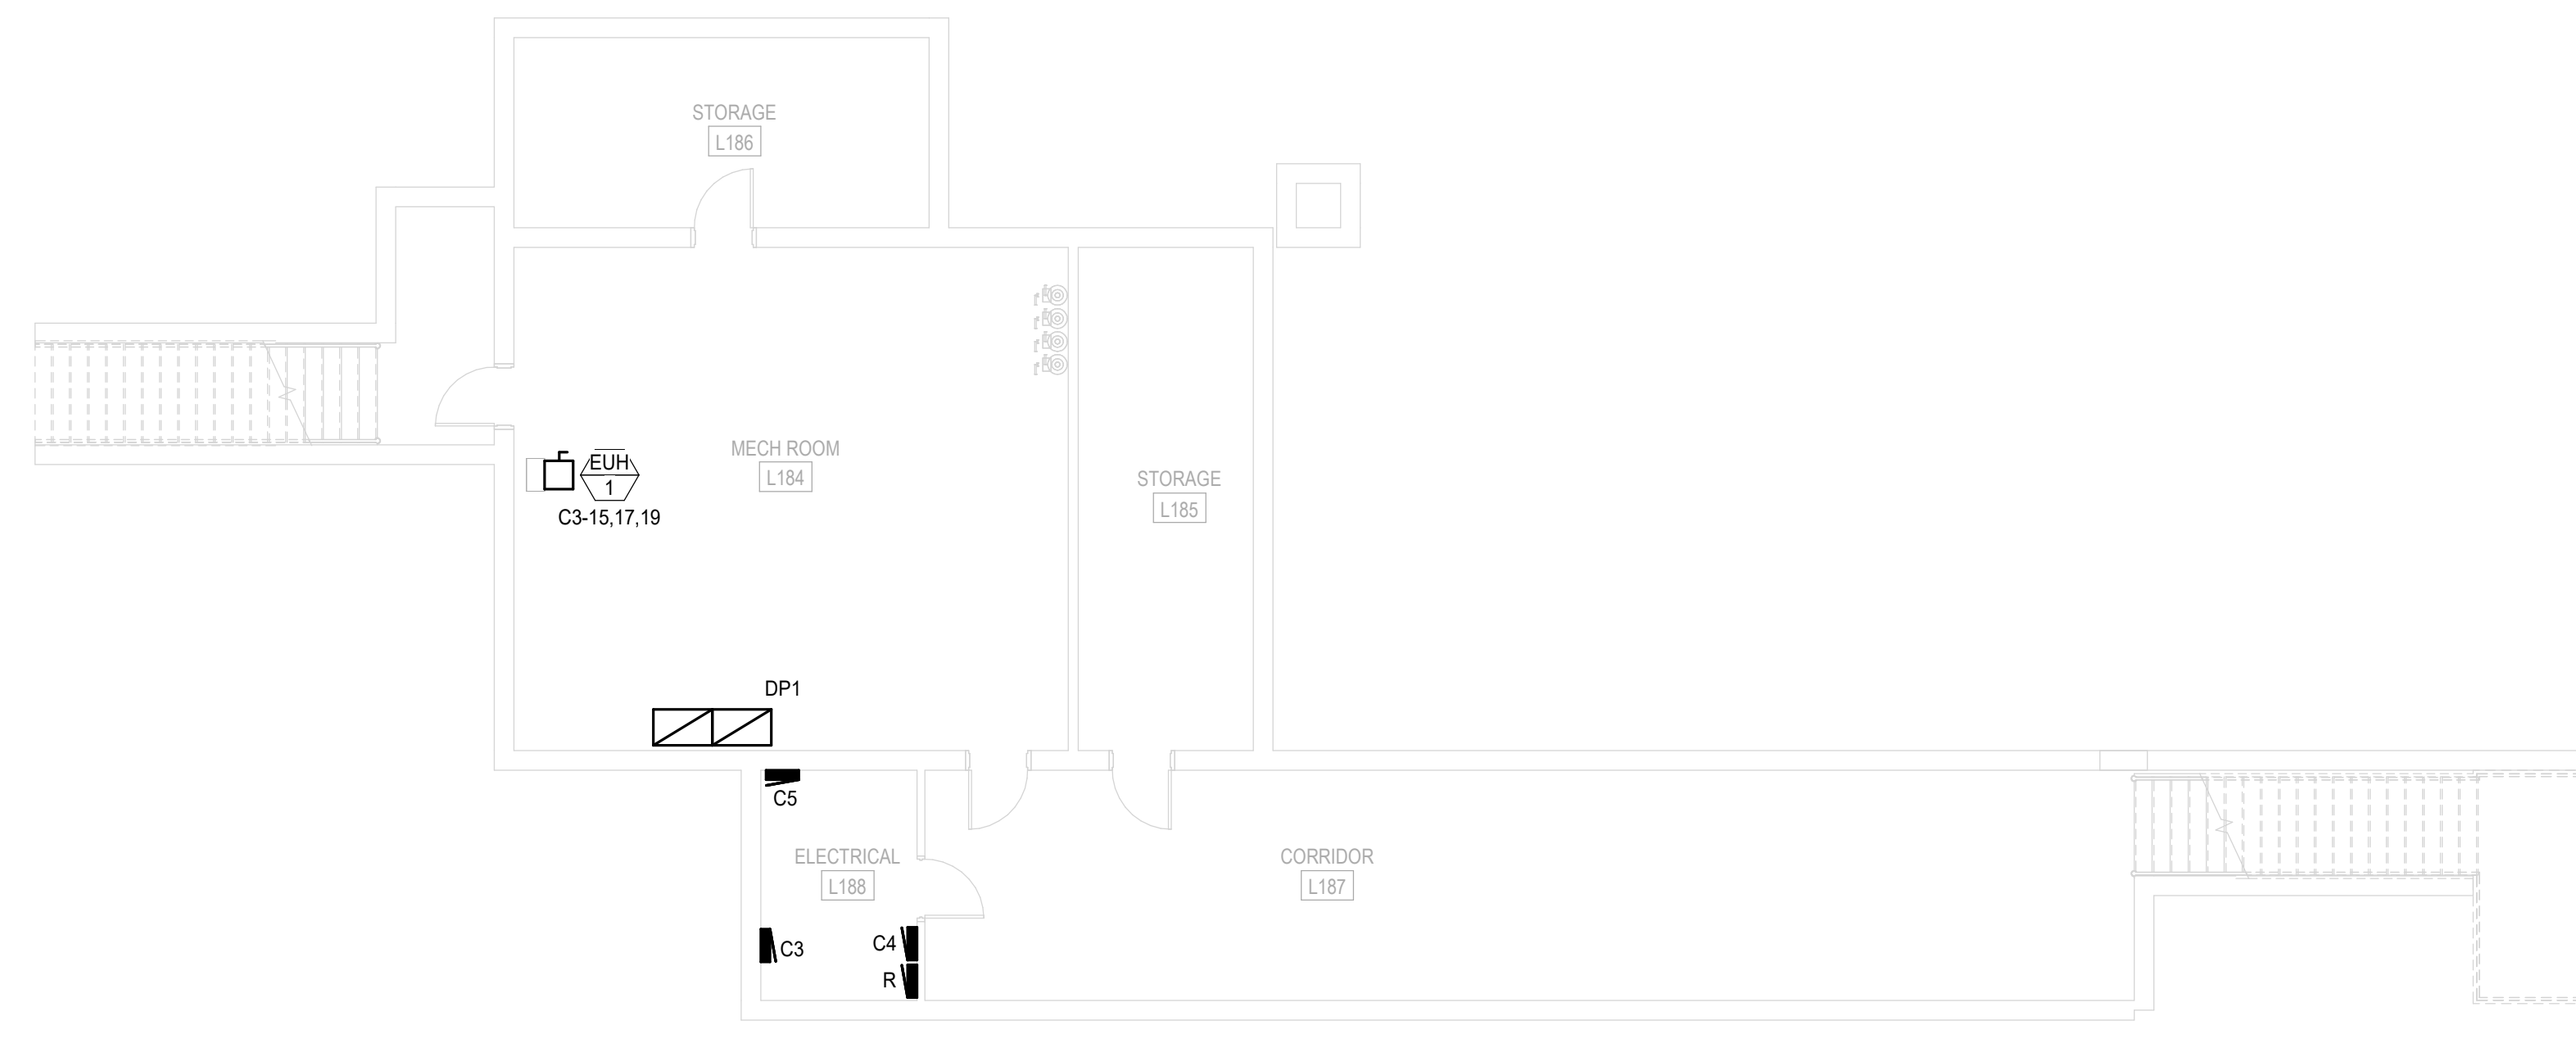 STORAGE
L186
MECH ROOM
L184
EUH
1
C3-15,17,19
STORAGE
L185
DP1
C5
ELECTRICAL
L188
CORRIDOR
L187
C3
C4
R